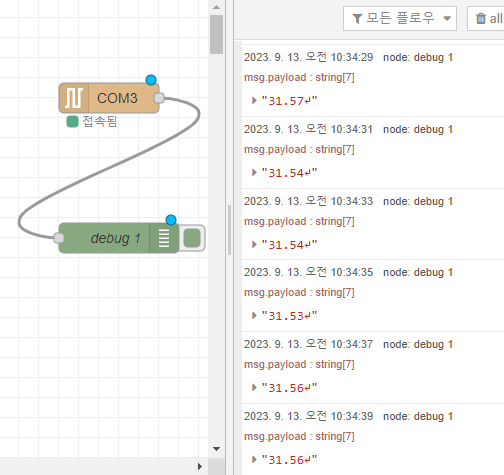 모든 플로우
all
COM3
접속됨
debug 1
2023. 9. 13. 오전 10:34:29 node: debug 1
msg.payload : string[7]
"31.57↵"
2023. 9. 13. 오전 10:34:31 node: debug 1
msg.payload : string[7]
"31.54↵"
2023. 9. 13. 오전 10:34:33 node: debug 1
msg.payload : string[7]
"31.54↵"
2023. 9. 13. 오전 10:34:35 node: debug 1
msg.payload : string[7]
"31.53↵"
2023. 9. 13. 오전 10:34:37 node: debug 1
msg.payload : string[7]
"31.56↵"
2023. 9. 13. 오전 10:34:39 node: debug 1
msg.payload : string[7]
"31.56↵"